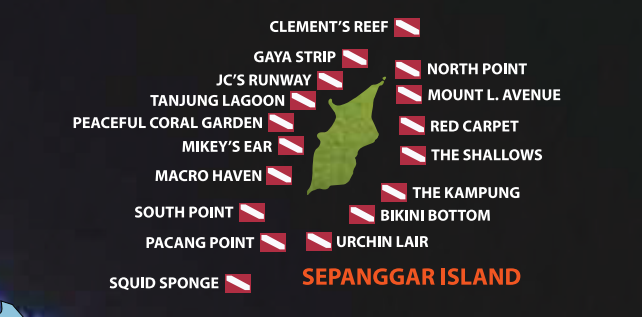 CLEMENT'S REEF
GAYA STRIP
NORTH POINT
JC'S RUNWAY
MOUNT L. AVENUE
TANJUNG LAGOON
PEACEFUL CORAL GARDEN
RED CARPET
MIKEY'S EAR
THE SHALLOWS
MACRO HAVEN
THE KAMPUNG
SOUTH POINT
BIKINI BOTTOM
PACANG POINT
URCHIN LAIR
SQUID SPONGE
SEPANGGAR ISLAND